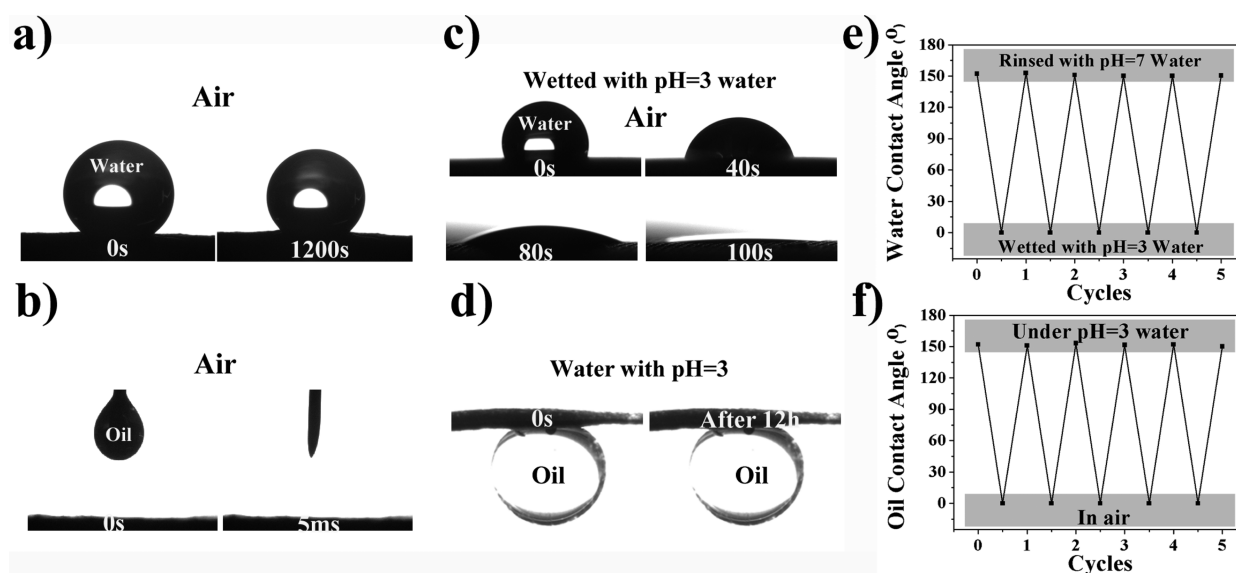 a)
Air
Water
0s
1200s
b)
Air
Oil
0s
5ms
c)
Wetted with pH=3 water
Air
Water
0s
40s
80s
100s
d)
Water with pH=3
0s
After 12h
Oil
Oil
e)
Water Contact Angle (°)
180
150
120
90
60
30
0
Rinsed with pH=7 Water
Wetted with pH=3 Water
0 1 2 3 4 5
Cycles
f)
Oil Contact Angle (°)
180
150
120
90
60
30
0
Under pH=3 water
In air
0 1 2 3 4 5
Cycles